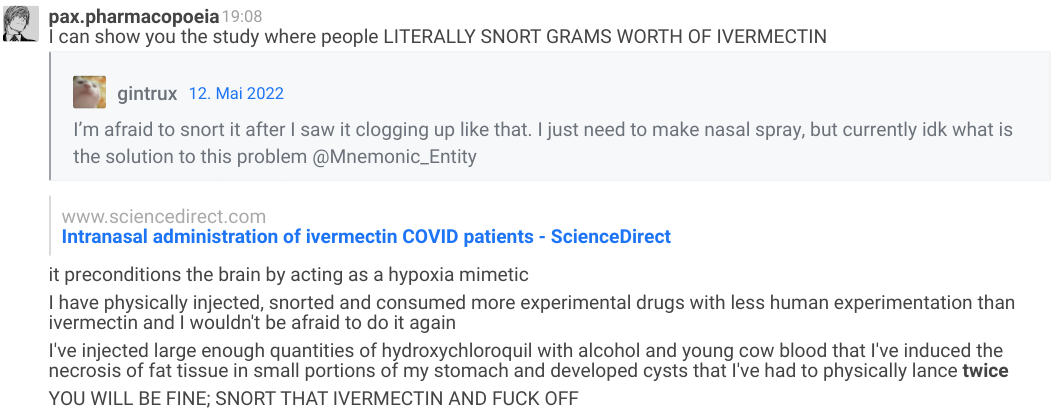 pax.pharmacopoeia 19:08
I can show you the study where people LITERALLY SNORT GRAMS WORTH OF IVERMECTIN
gintrux 12. Mai 2022
I’m afraid to snort it after I saw it clogging up like that. I just need to make nasal spray, but currently idk what is
the solution to this problem @Mnemonic_Entity
www.sciencedirect.com
Intranasal administration of ivermectin COVID patients - ScienceDirect
it preconditions the brain by acting as a hypoxia mimetic
I have physically injected, snorted and consumed more experimental drugs with less human experimentation than
ivermectin and I wouldn't be afraid to do it again
I've injected large enough quantities of hydroxychloroquil with alcohol and young cow blood that I've induced the
necrosis of fat tissue in small portions of my stomach and developed cysts that I've had to physically lance twice
YOU WILL BE FINE; SNORT THAT IVERMECTIN AND FUCK OFF